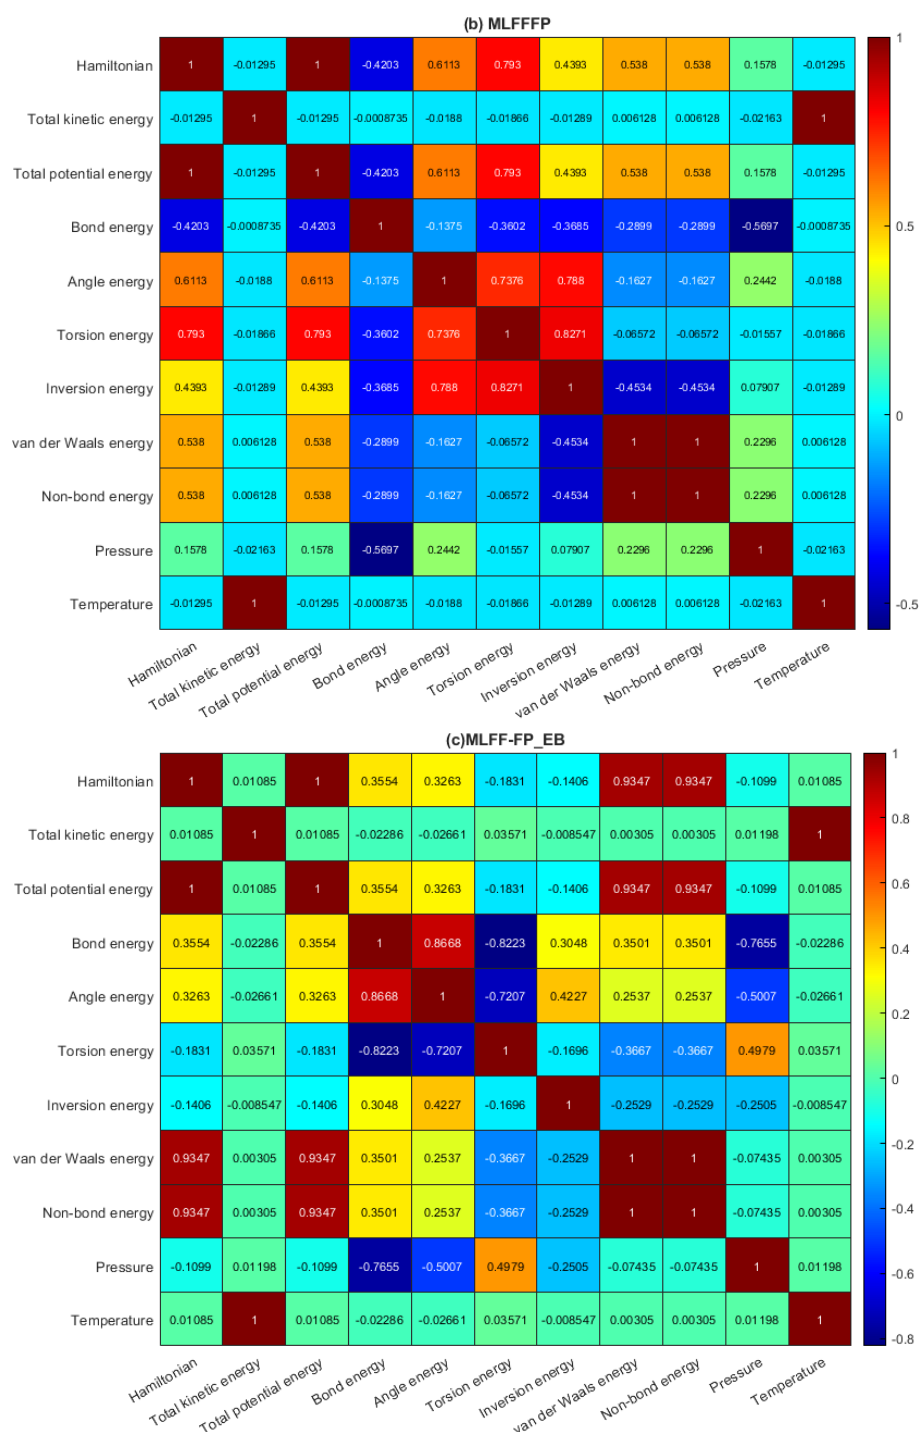 (b) MLFFFP
Hamiltonian 1 -0.01295 1 -0.4203 0.6113 0.793 0.4393 0.538 0.538 0.1578 -0.01295
Total kinetic energy -0.01295 1 -0.01295 -0.0008735 -0.0188 -0.01866 -0.01289 0.006128 0.006128 -0.02163 1
Total potential energy 1 -0.01295 1 -0.4203 0.6113 0.793 0.4393 0.538 0.538 0.1578 -0.01295
Bond energy -0.4203 -0.0008735 -0.4203 1 -0.1375 -0.3602 -0.3685 -0.2899 -0.2899 -0.5697 -0.0008735
Angle energy 0.6113 -0.0188 0.6113 -0.1375 1 0.7376 0.788 -0.1627 -0.1627 0.2442 -0.0188
Torsion energy 0.793 -0.01866 0.793 -0.3602 0.7376 1 0.8271 -0.06572 -0.06572 -0.01557 -0.01866
Inversion energy 0.4393 -0.01289 0.4393 -0.3685 0.788 0.8271 1 -0.4534 -0.4534 0.07907 -0.01289
van der Waals energy 0.538 0.006128 0.538 -0.2899 -0.1627 -0.06572 -0.4534 1 1 0.2296 0.006128
Non-bond energy 0.538 0.006128 0.538 -0.2899 -0.1627 -0.06572 -0.4534 1 1 0.2296 0.006128
Pressure 0.1578 -0.02163 0.1578 -0.5697 0.2442 -0.01557 0.07907 0.2296 0.2296 1 -0.02163
Temperature -0.01295 1 -0.01295 -0.0008735 -0.0188 -0.01866 -0.01289 0.006128 0.006128 -0.02163 1
Hamiltonian
Total kinetic energy
Total potential energy
Bond energy
Angle energy
Torsion energy
Inversion energy
van der Waals energy
Non-bond energy
Pressure
Temperature
1
0.5
0
-0.5
(c)MLFF-FP_EB
Hamiltonian 1 0.01085 1 0.3554 0.3263 -0.1831 -0.1406 0.9347 0.9347 -0.1099 0.01085
Total kinetic energy 0.01085 1 0.01085 -0.02286 -0.02661 0.03571 -0.008547 0.00305 0.00305 0.01198 1
Total potential energy 1 0.01085 1 0.3554 0.3263 -0.1831 -0.1406 0.9347 0.9347 -0.1099 0.01085
Bond energy 0.3554 -0.02286 0.3554 1 0.8668 -0.8223 0.3048 0.3501 0.3501 -0.7655 -0.02286
Angle energy 0.3263 -0.02661 0.3263 0.8668 1 -0.7207 0.4227 0.2537 0.2537 -0.5007 -0.02661
Torsion energy -0.1831 0.03571 -0.1831 -0.8223 -0.7207 1 -0.1696 -0.3667 -0.3667 0.4979 0.03571
Inversion energy -0.1406 -0.008547 -0.1406 0.3048 0.4227 -0.1696 1 -0.2529 -0.2529 -0.2505 -0.008547
van der Waals energy 0.9347 0.00305 0.9347 0.3501 0.2537 -0.3667 -0.2529 1 1 -0.07435 0.00305
Non-bond energy 0.9347 0.00305 0.9347 0.3501 0.2537 -0.3667 -0.2529 1 1 -0.07435 0.00305
Pressure -0.1099 0.01198 -0.1099 -0.7655 -0.5007 0.4979 -0.2505 -0.07435 -0.07435 1 0.01198
Temperature 0.01085 1 0.01085 -0.02286 -0.02661 0.03571 -0.008547 0.00305 0.00305 0.01198 1
Hamiltonian
Total kinetic energy
Total potential energy
Bond energy
Angle energy
Torsion energy
Inversion energy
van der Waals energy
Non-bond energy
Pressure
Temperature
1
0.8
0.6
0.4
0.2
0
-0.2
-0.4
-0.6
-0.8